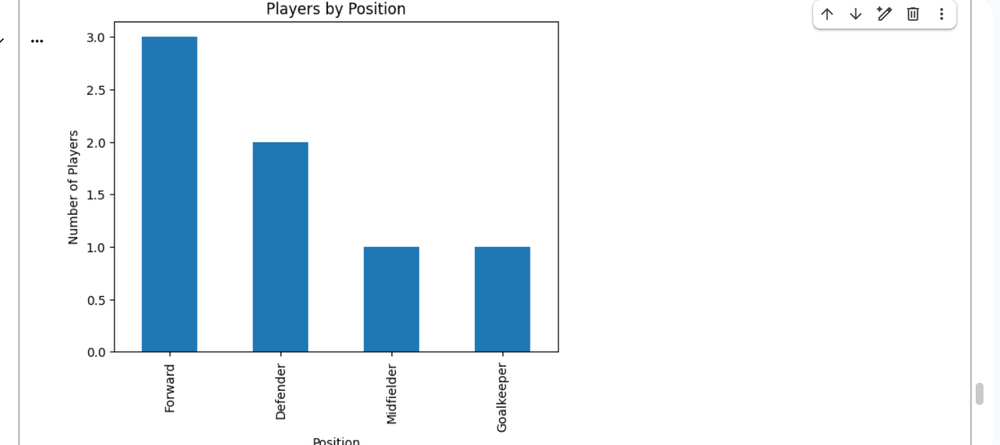 Players by Position
3.0
2.5
2.0
1.5
1.0
0.5
0.0
Number of Players
Forward
Defender
Midfielder
Goalkeeper
Position